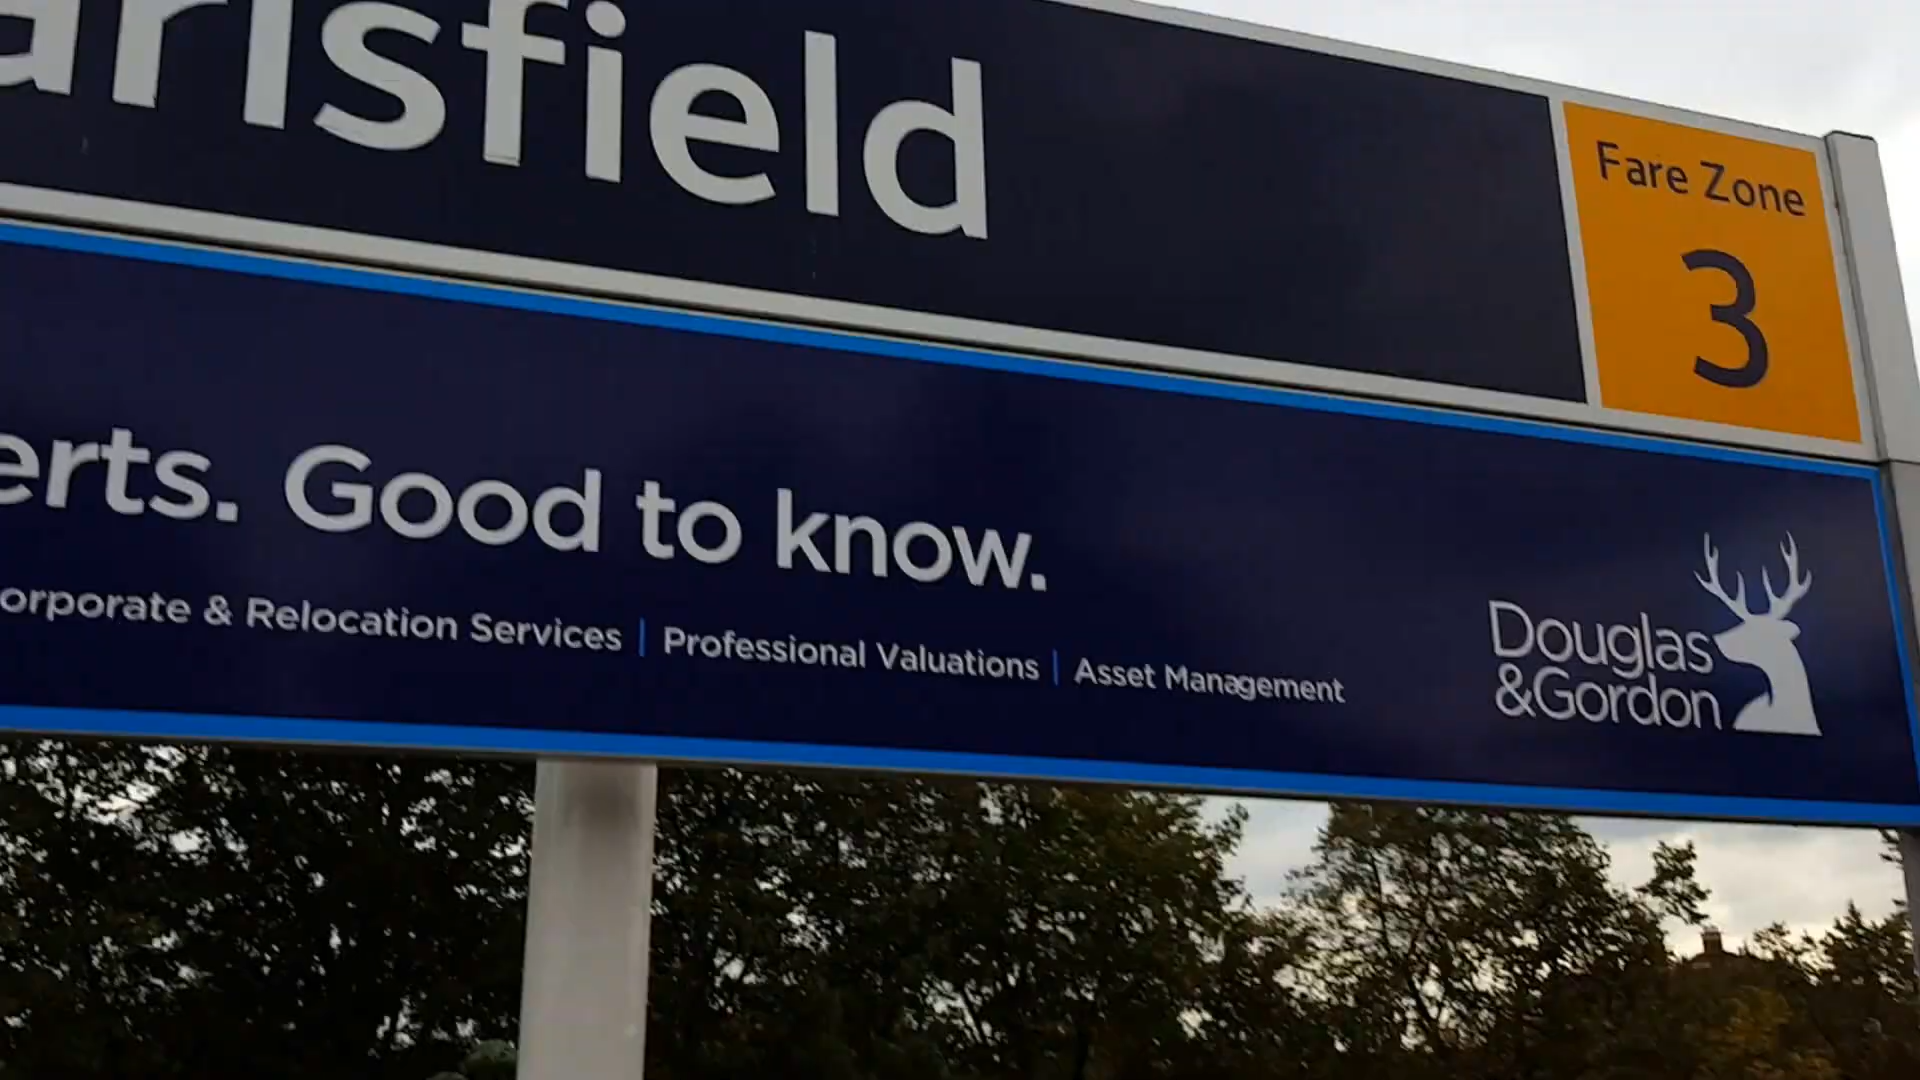 arlsfield
Fare Zone
3
erts. Good to know.
orporate & Relocation Services | Professional Valuations | Asset Management
Douglas
&Gordon